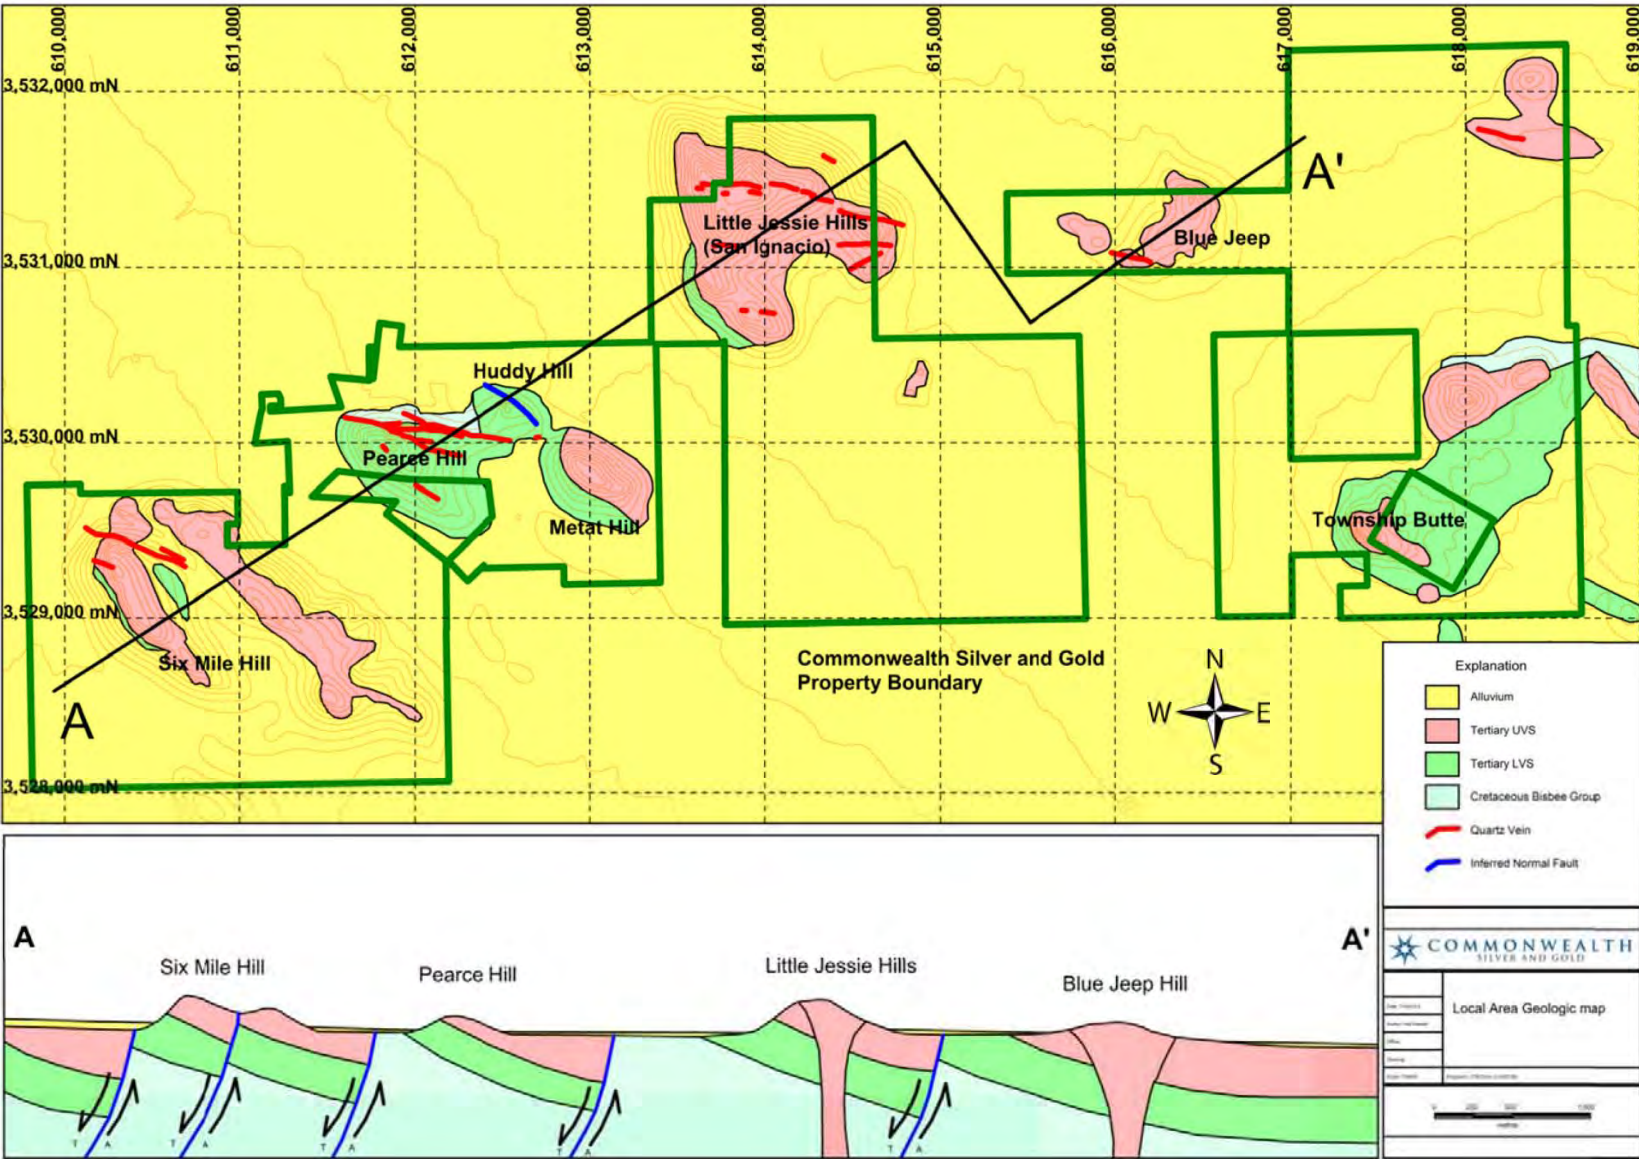 610,000
611,000
612,000
613,000
614,000
615,000
616,000
617,000
618,000
619,000
3,532,000 mN
3,531,000 mN
3,530,000 mN
3,529,000 mN
3,528,000 mN
A'
Little Jessie Hills
(San Ignacio)
Blue Jeep
Huddy Hill
Pearce Hill
Metat Hill
Township Butte
Six Mile Hill
A
Commonwealth Silver and Gold
Property Boundary
N
W E
S
Explanation
Alluvium
Tertiary UVS
Tertiary LVS
Cretaceous Bisbee Group
Quartz Vein
Inferred Normal Fault
COMMONWEALTH
SILVER AND GOLD
Local Area Geologic map
A
A'
Six Mile Hill
Pearce Hill
Little Jessie Hills
Blue Jeep Hill
T A
T A
T A
T A
T A